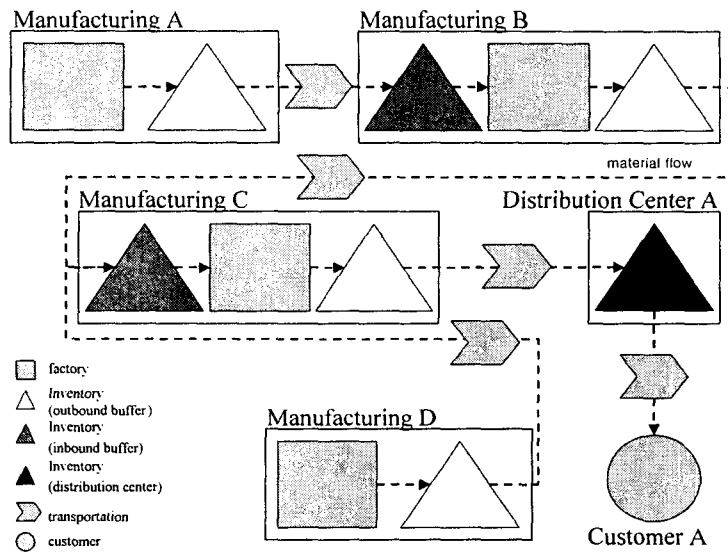 Manufacturing A
Manufacturing B
material flow
Manufacturing C
Distribution Center A
factory
Inventory
(outbound buffer)
Inventory
(inbound buffer)
Inventory
(distribution center)
transportation
customer
Manufacturing D
Customer A